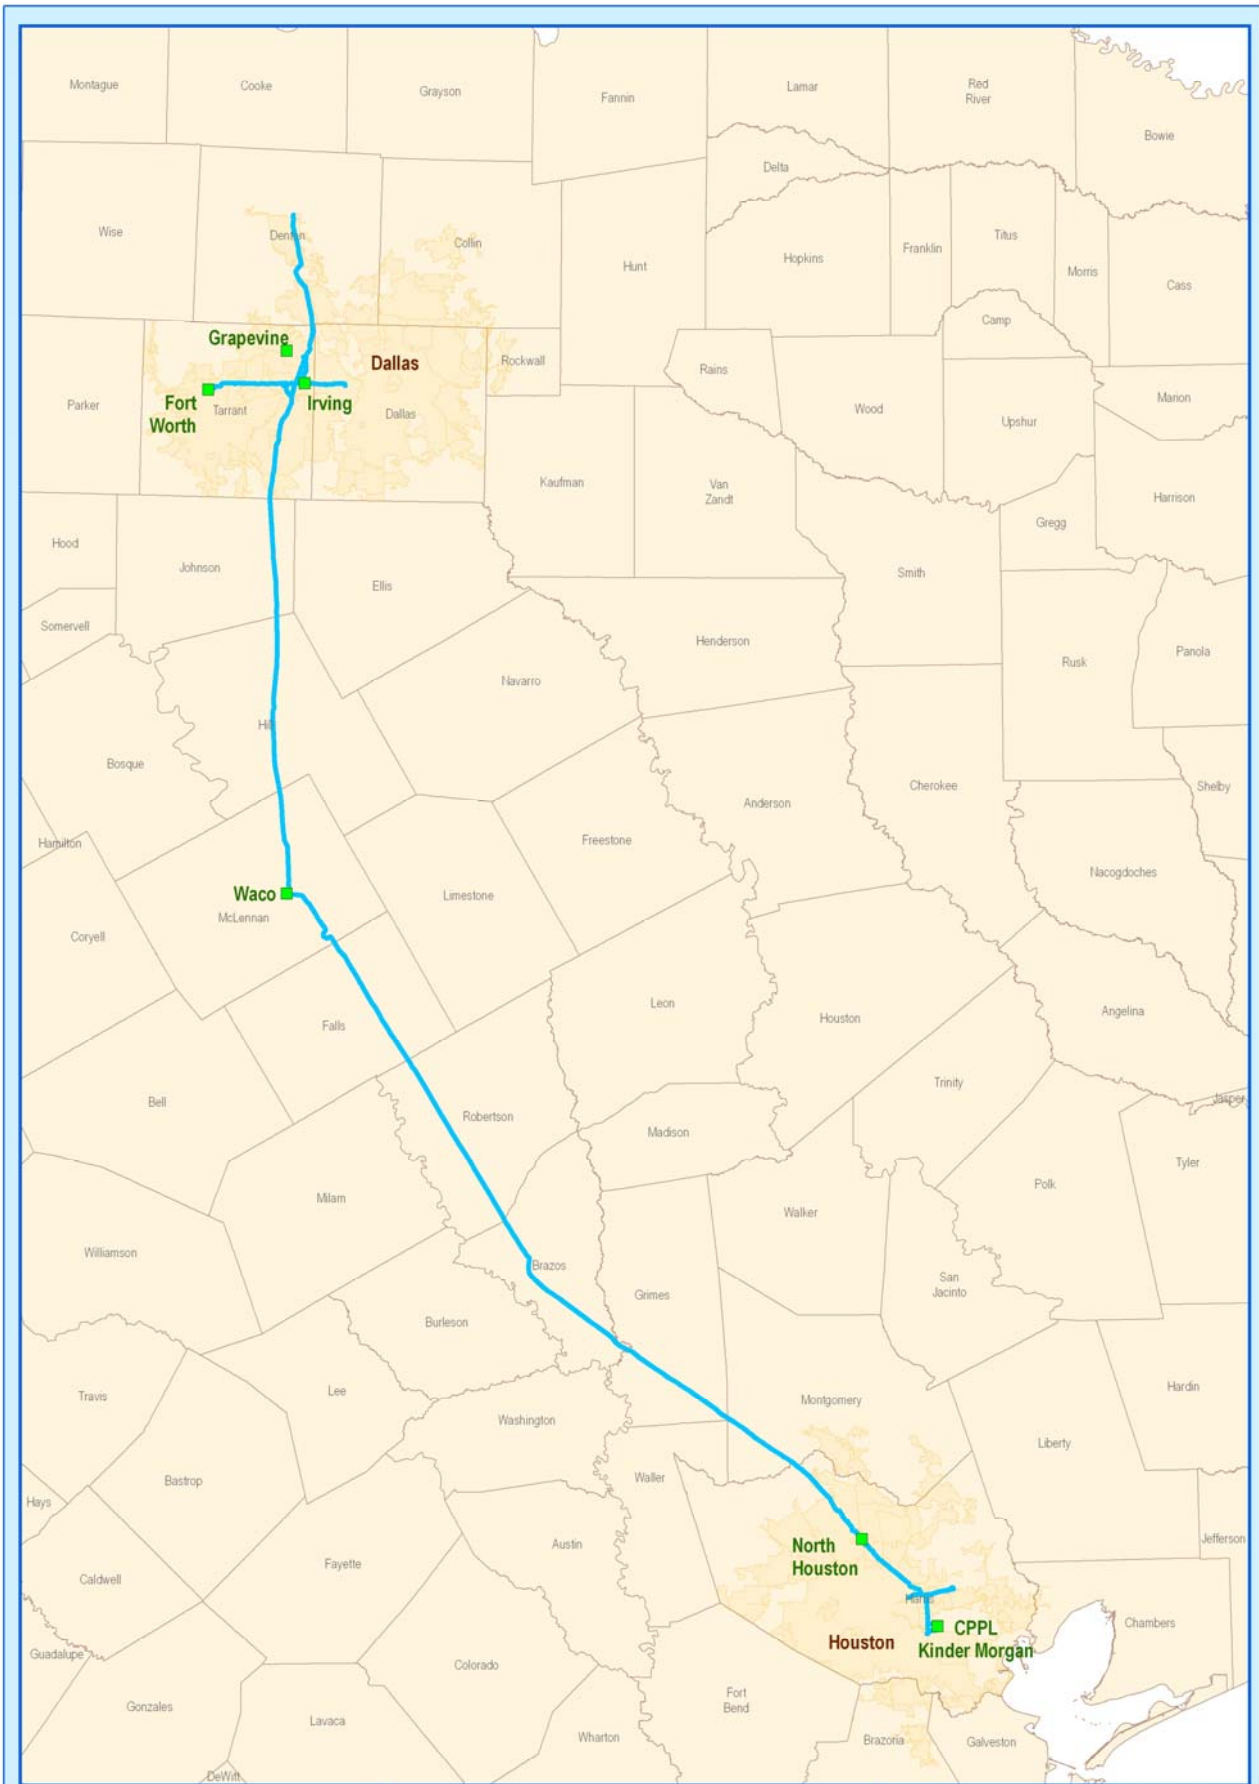 Montague
Cooke
Grayson
Fannin
Lamar
Red
River
Bowie
Delta
Wise
Denton
Collin
Hunt
Hopkins
Franklin
Titus
Morris
Cass
Camp
Grapevine
Dallas
Rockwall
Rains
Parker
Fort
Worth
Tarrant
Irving
Dallas
Wood
Upshur
Marion
Kaufman
Van
Zandt
Gregg
Harrison
Hood
Johnson
Ellis
Smith
Somervell
Henderson
Rusk
Panola
Navarro
Hill
Bosque
Anderson
Cherokee
Shelby
Hamilton
Freestone
Nacogdoches
Waco
McLennan
Limestone
Coryell
Leon
Houston
Angelina
Falls
Trinity
Bell
Robertson
Madison
Jasper
Tyler
Polk
Milam
Walker
Williamson
Brazos
Grimes
San
Jacinto
Burleson
Travis
Lee
Washington
Montgomery
Hardin
Liberty
Bastrop
Waller
Hays
Austin
North
Houston
Jefferson
Caldwell
Fayette
Harris
Chambers
CPPL
Kinder Morgan
Houston
Guadalupe
Colorado
Gonzales
Lavaca
Fort
Bend
Wharton
Brazoria
Galveston
DeWitt